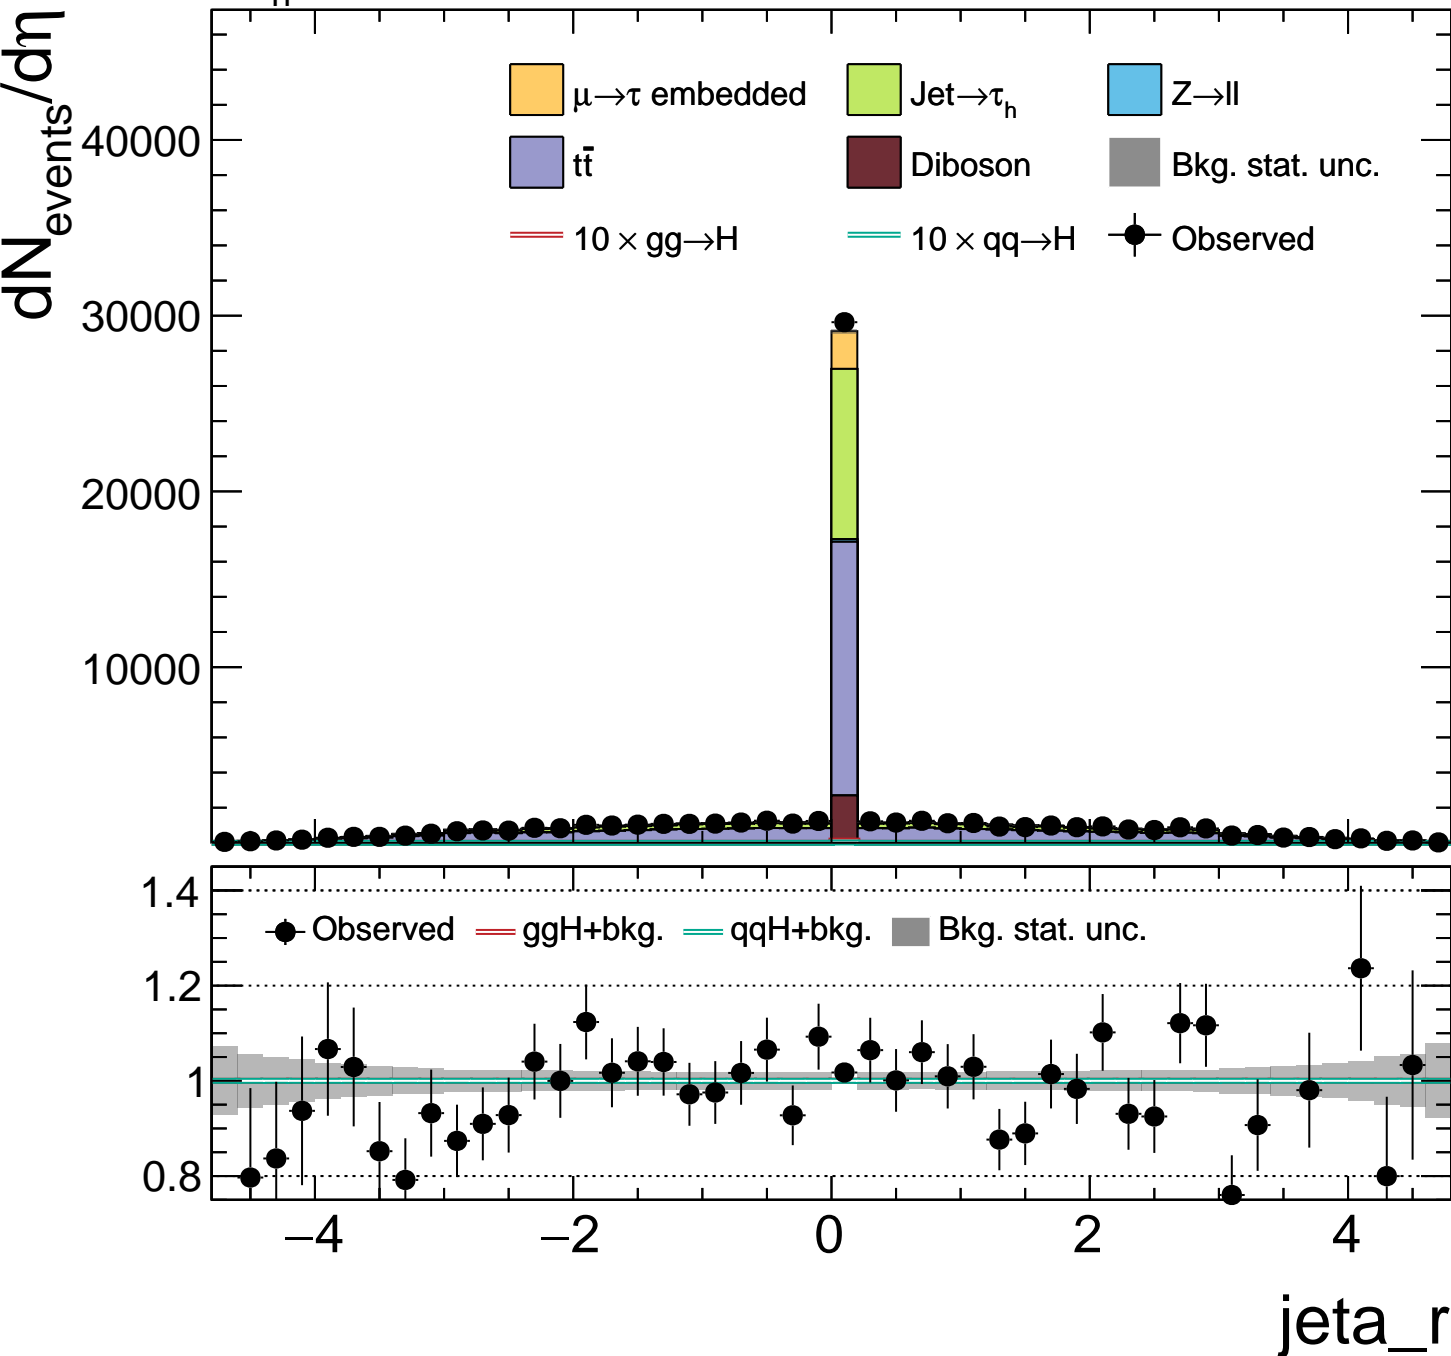 dN_events/dη
μ→τ embedded
Jet→τ_h
Z→ll
tt̄
Diboson
Bkg. stat. unc.
10 × gg→H
10 × qq→H
Observed
40000
30000
20000
10000
Observed
ggH+bkg.
qqH+bkg.
Bkg. stat. unc.
1.4
1.2
1
0.8
−4
−2
0
2
4
jeta_r